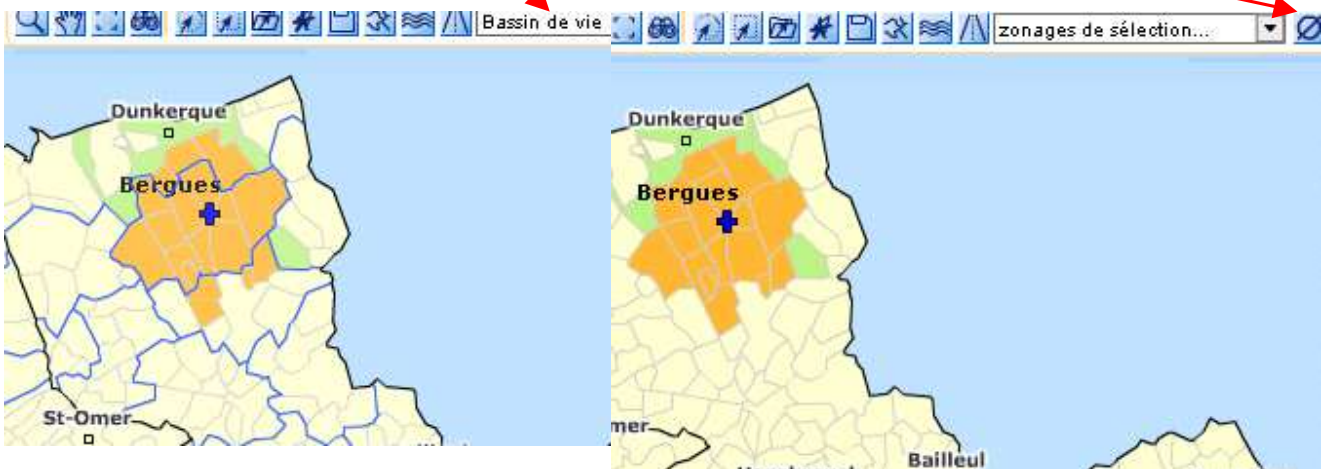 Bassin de vie
Dunkerque
Bergues
St-Omer
zonages de sélection...
Dunkerque
Bergues
mer
Bailleul